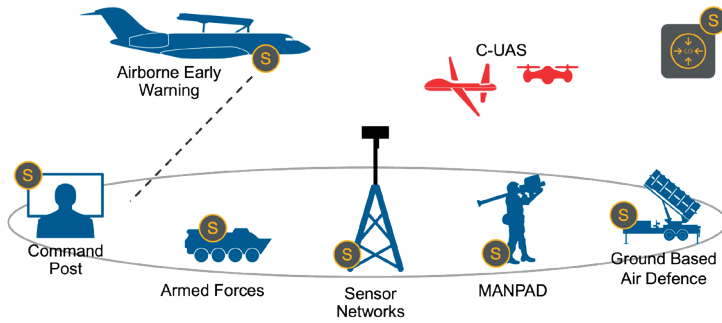 S
S
Airborne Early
Warning
C-UAS
S
Command
Post
S
Armed Forces
S
Sensor
Networks
S
MANPAD
S
Ground Based
Air Defence
S